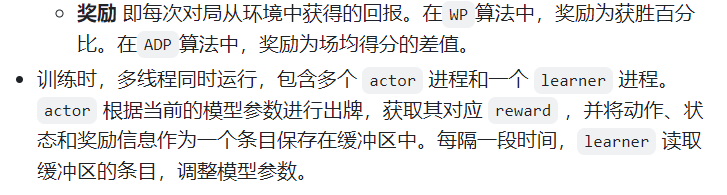 奖励 即每次对局从环境中获得的回报。在 WP 算法中，奖励为获胜百分
比。在 ADP 算法中，奖励为场均得分的差值。
训练时，多线程同时运行，包含多个 actor 进程和一个 learner 进程。
actor 根据当前的模型参数进行出牌，获取其对应 reward ，并将动作、状
态和奖励信息作为一个条目保存在缓冲区中。每隔一段时间， learner 读取
缓冲区的条目，调整模型参数。